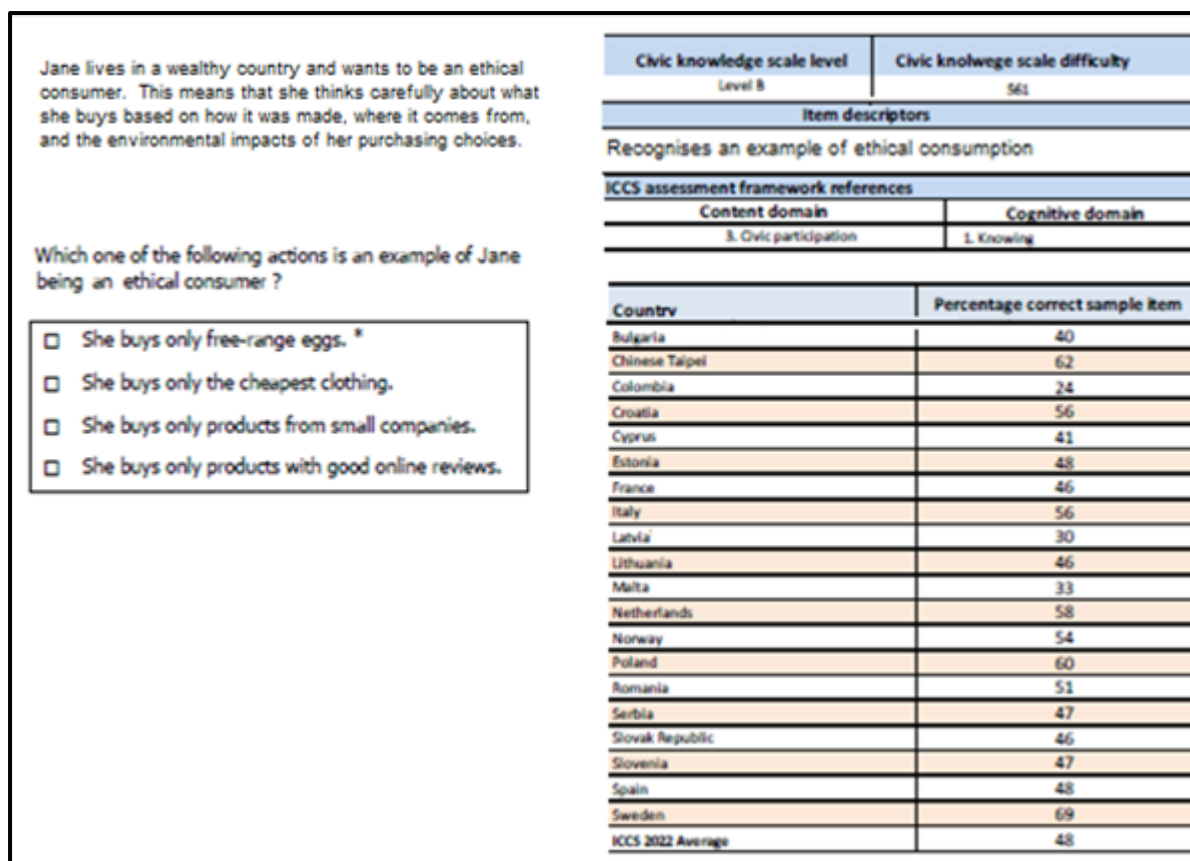 Jane lives in a wealthy country and wants to be an ethical
consumer. This means that she thinks carefully about what
she buys based on how it was made, where it comes from,
and the environmental impacts of her purchasing choices.
Which one of the following actions is an example of Jane
being an ethical consumer ?
□ She buys only free-range eggs. *
□ She buys only the cheapest clothing.
□ She buys only products from small companies.
□ She buys only products with good online reviews.
Civic knowledge scale level Civic knolwege scale difficulty
Level B 561
Item descriptors
Recognises an example of ethical consumption
ICCS assessment framework references
Content domain Cognitive domain
3. Civic participation 1. Knowing
Country Percentage correct sample item
Bulgaria 40
Chinese Taipei 62
Colombia 24
Croatia 56
Cyprus 41
Estonia 48
France 46
Italy 56
Latvia 30
Lithuania 46
Malta 33
Netherlands 58
Norway 54
Poland 60
Romania 51
Serbia 47
Slovak Republic 46
Slovenia 47
Spain 48
Sweden 69
ICCS 2022 Average 48